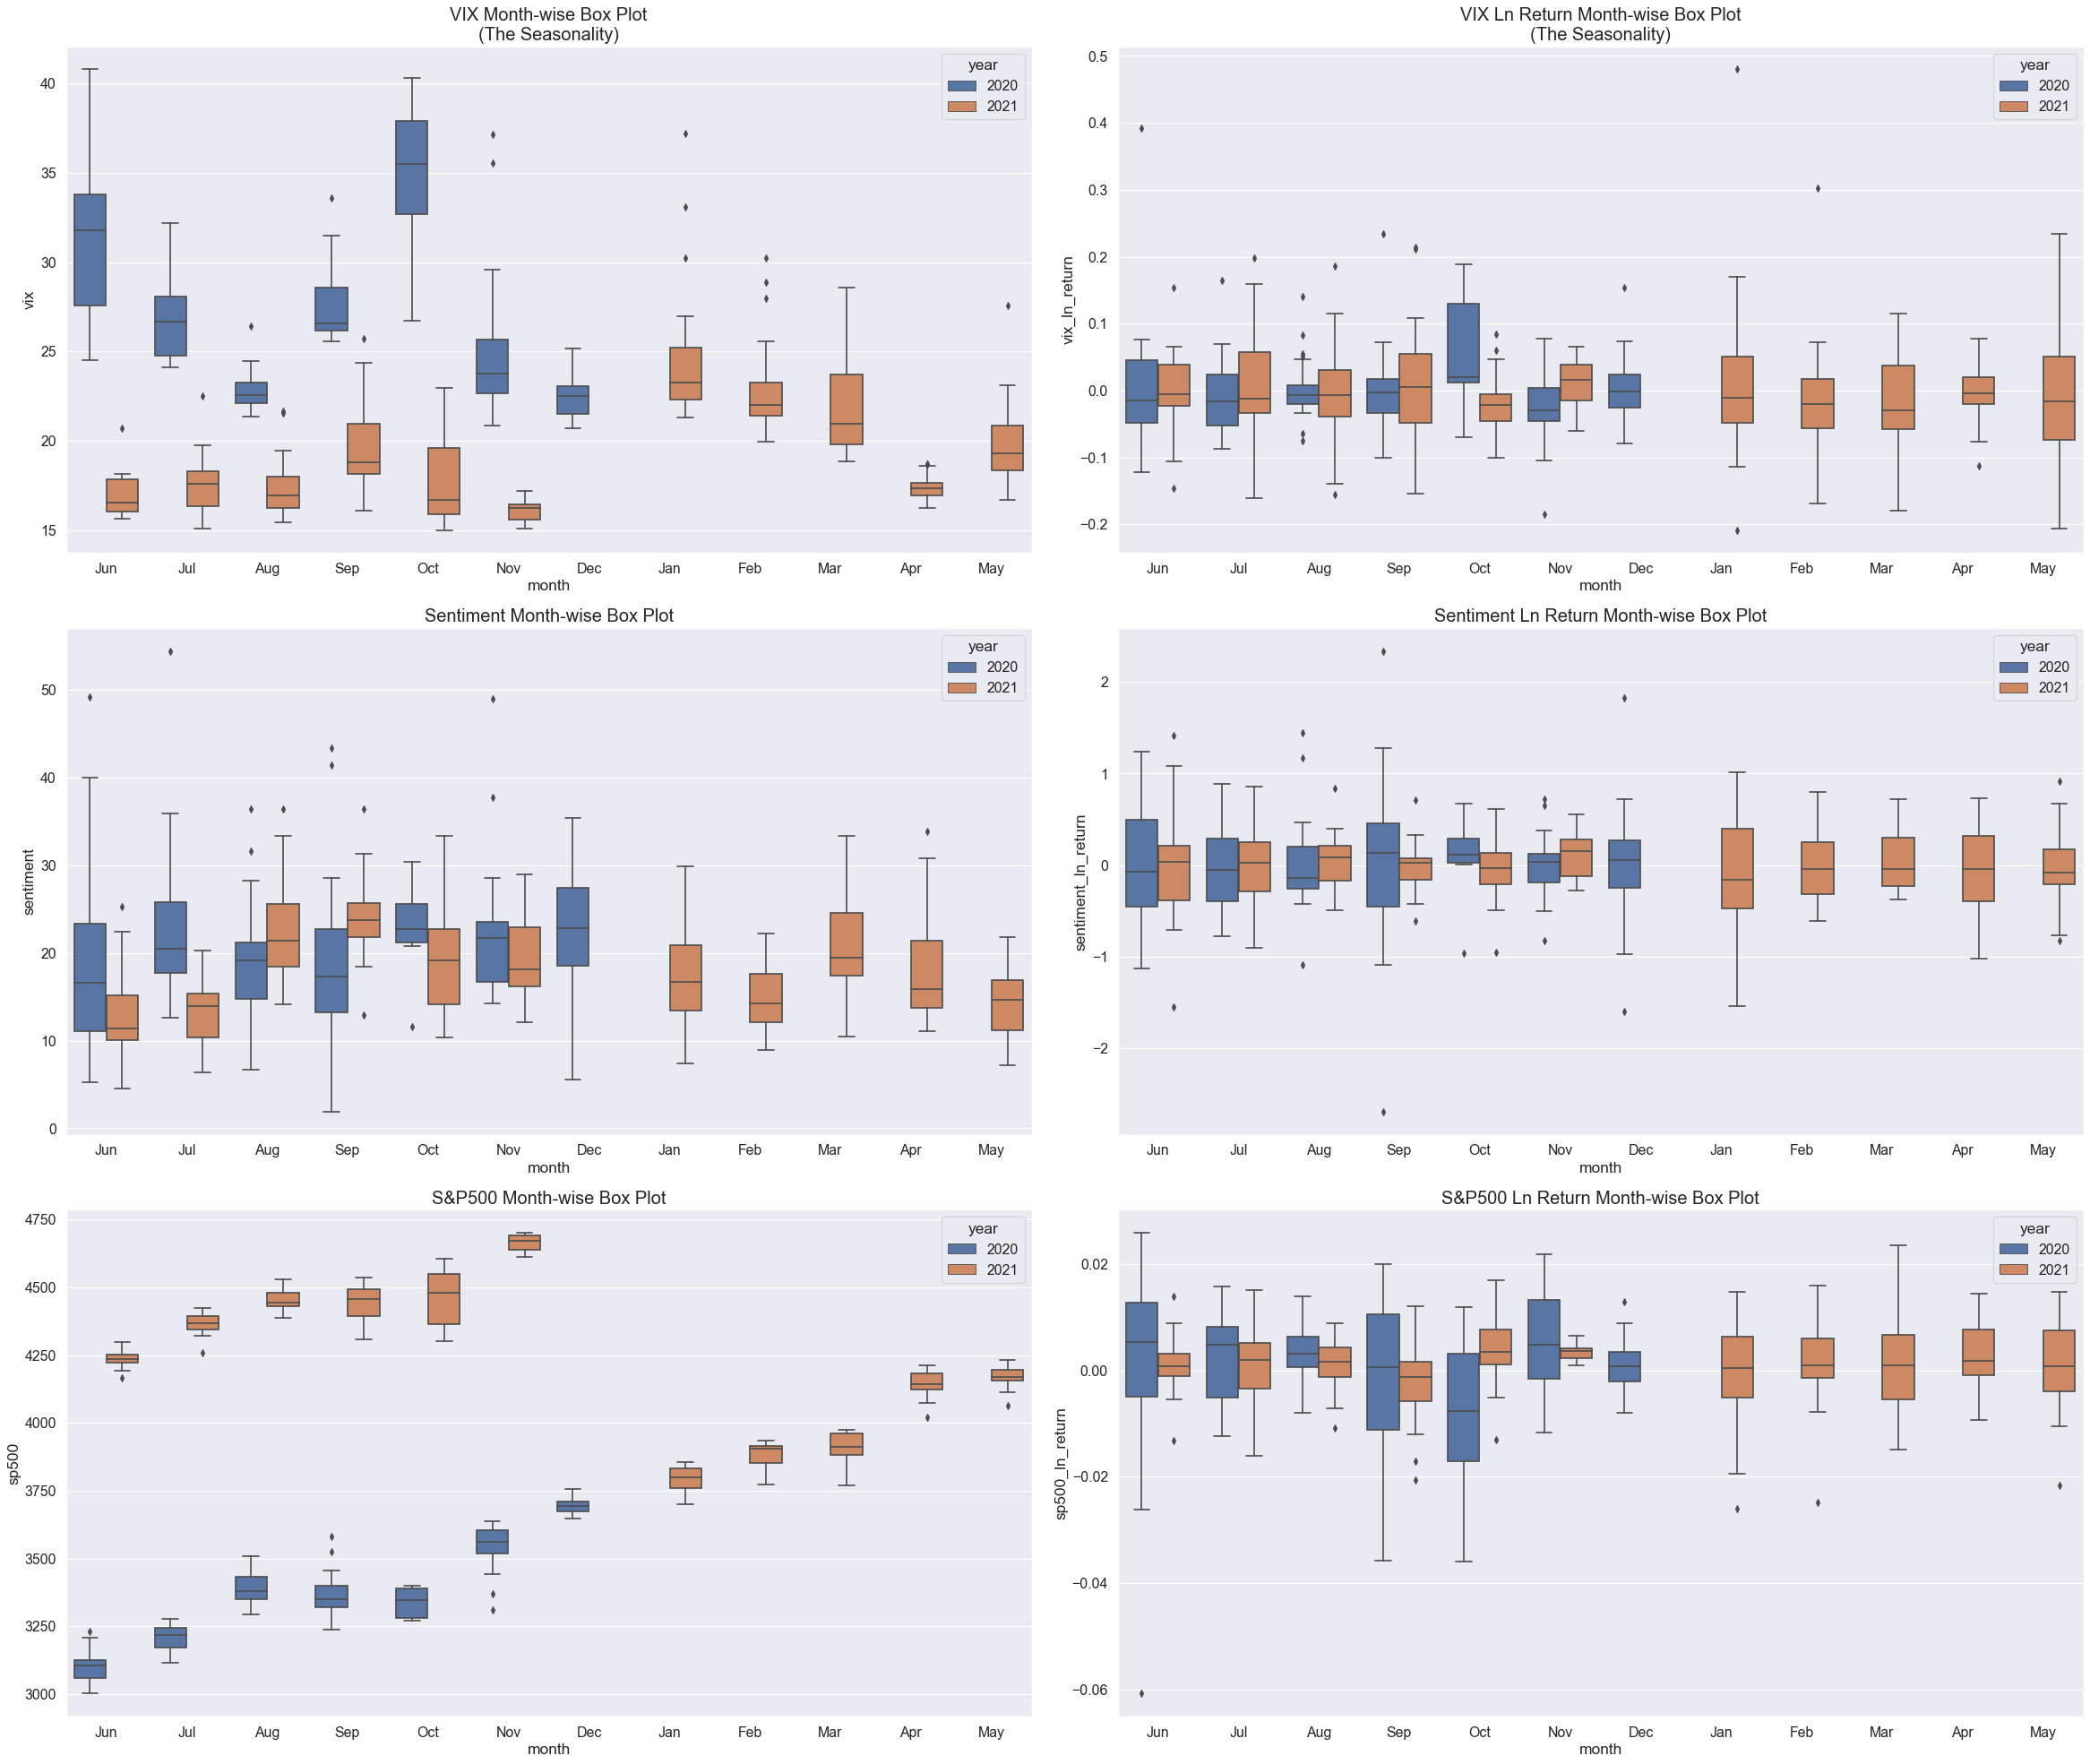 VIX Month-wise Box Plot
(The Seasonality)
year
2020
2021
40
35
30
25
20
15
vix
Jun Jul Aug Sep Oct Nov Dec Jan Feb Mar Apr May
month
VIX Ln Return Month-wise Box Plot
(The Seasonality)
year
2020
2021
0.5
0.4
0.3
0.2
0.1
0.0
−0.1
−0.2
vix_ln_return
Jun Jul Aug Sep Oct Nov Dec Jan Feb Mar Apr May
month
Sentiment Month-wise Box Plot
year
2020
2021
50
40
30
20
10
0
sentiment
Jun Jul Aug Sep Oct Nov Dec Jan Feb Mar Apr May
month
Sentiment Ln Return Month-wise Box Plot
year
2020
2021
2
1
0
−1
−2
sentiment_ln_return
Jun Jul Aug Sep Oct Nov Dec Jan Feb Mar Apr May
month
S&P500 Month-wise Box Plot
year
2020
2021
4750
4500
4250
4000
3750
3500
3250
3000
sp500
Jun Jul Aug Sep Oct Nov Dec Jan Feb Mar Apr May
month
S&P500 Ln Return Month-wise Box Plot
year
2020
2021
0.02
0.00
−0.02
−0.04
−0.06
sp500_ln_return
Jun Jul Aug Sep Oct Nov Dec Jan Feb Mar Apr May
month